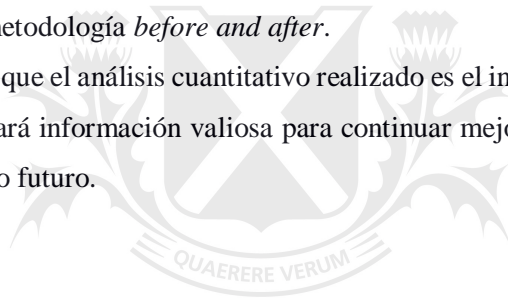 metodología before and after.
que el análisis cuantitativo realizado es el in
ará información valiosa para continuar mejo
o futuro.
QUAERERE VERUM